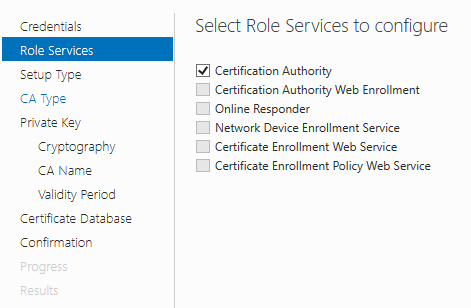 Credentials
Role Services
Setup Type
CA Type
Private Key
Cryptography
CA Name
Validity Period
Certificate Database
Confirmation
Progress
Results
Select Role Services to configure
Certification Authority
Certification Authority Web Enrollment
Online Responder
Network Device Enrollment Service
Certificate Enrollment Web Service
Certificate Enrollment Policy Web Service